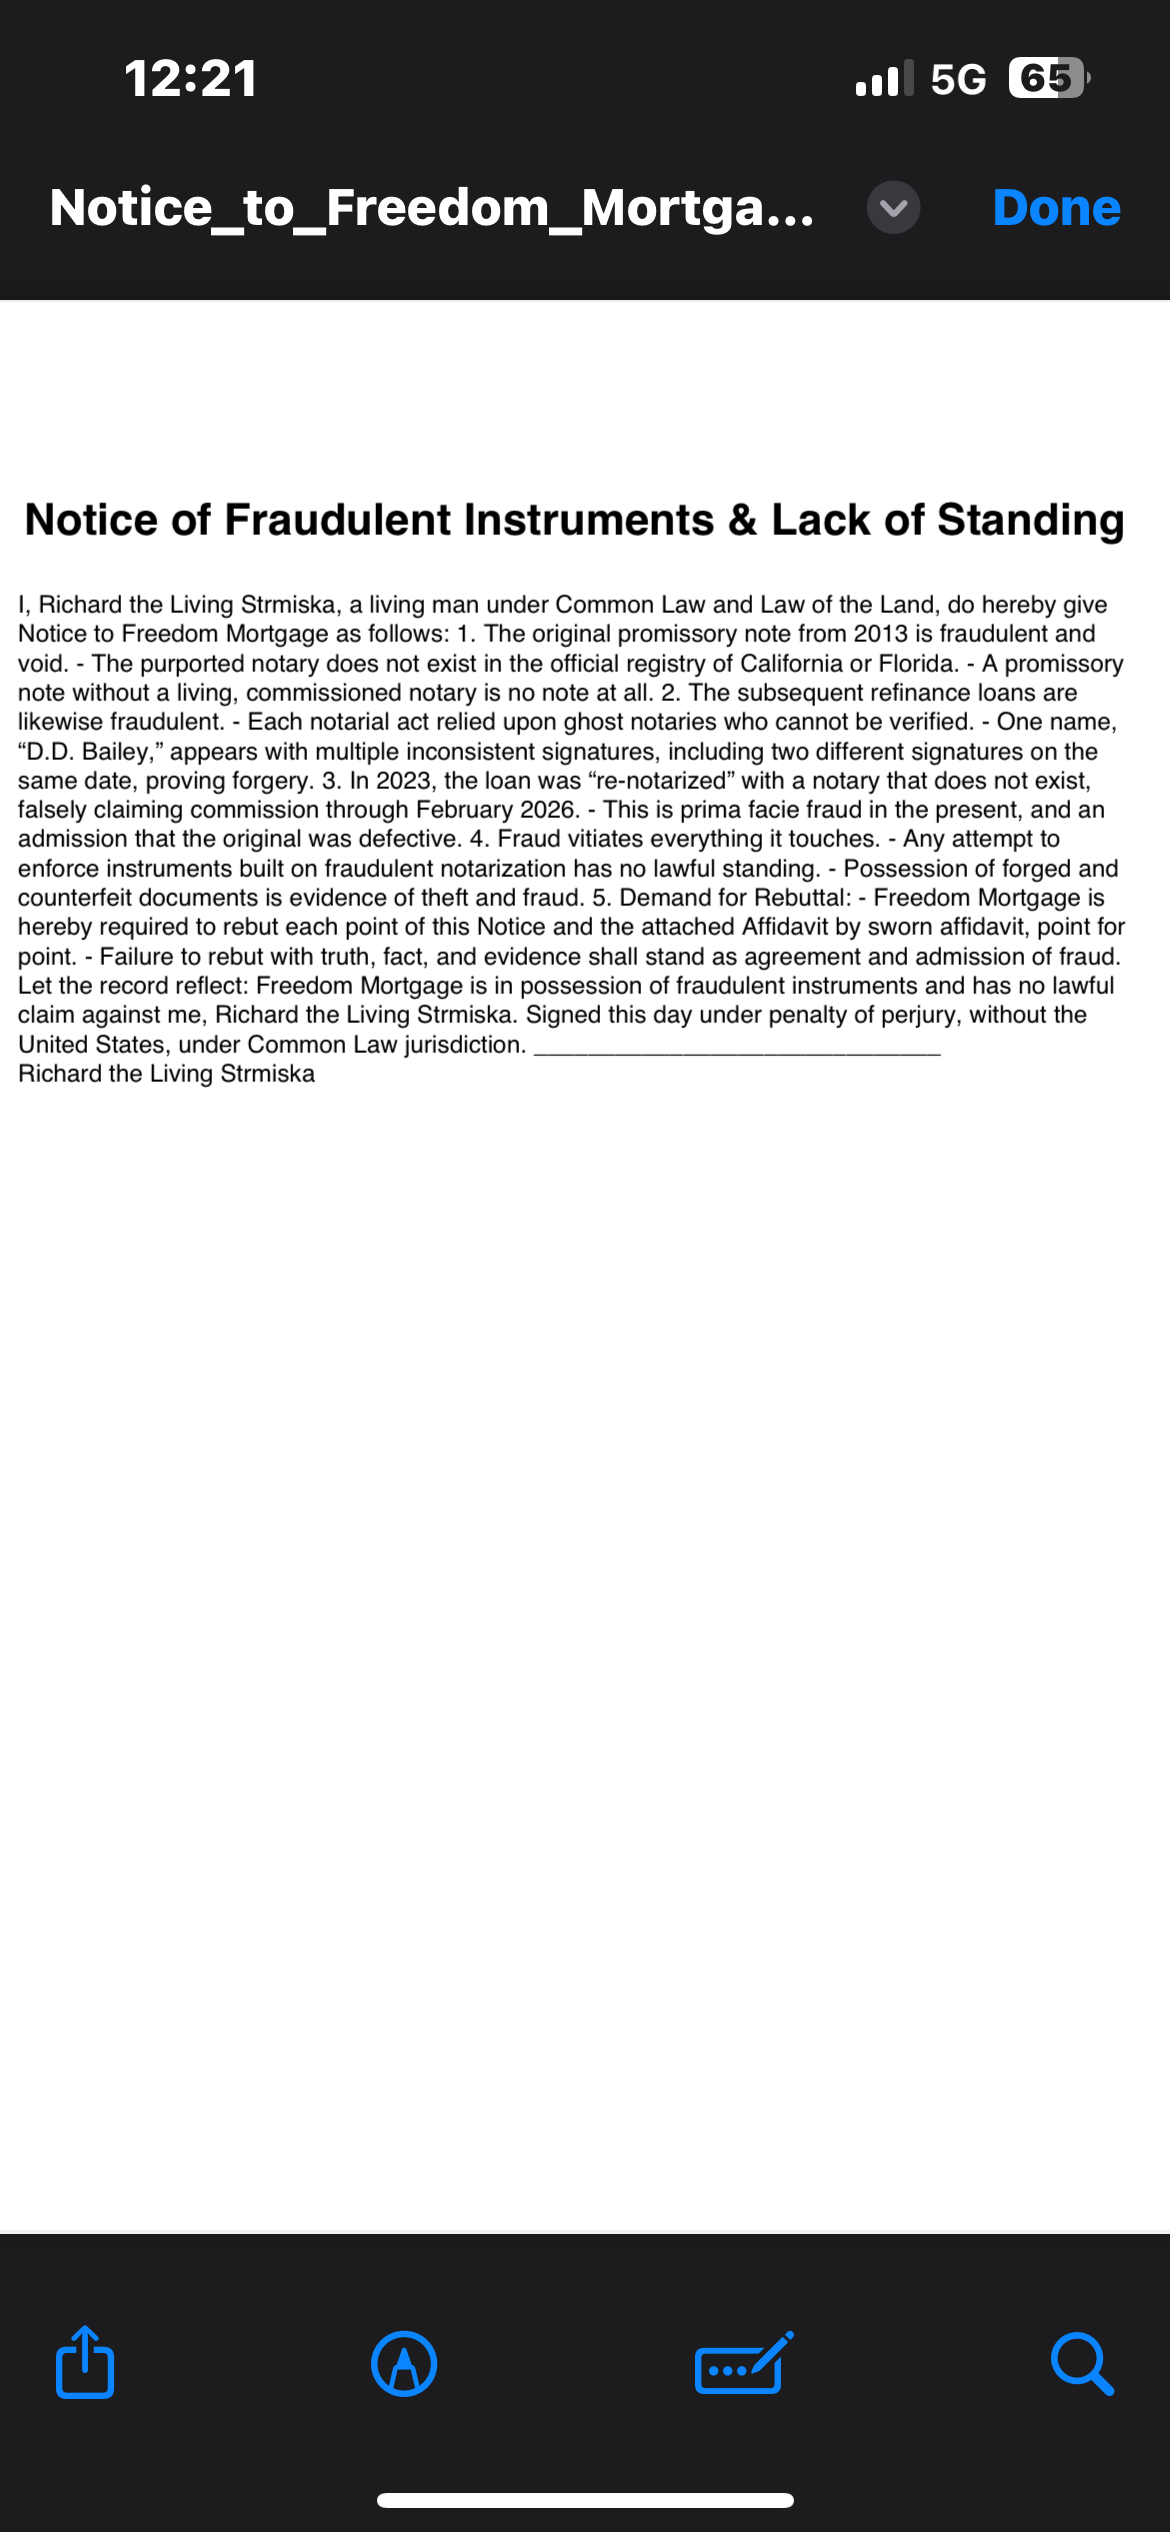 12:21
5G 65
Notice_to_Freedom_Mortga...
Done
Notice of Fraudulent Instruments & Lack of Standing
I, Richard the Living Strmiska, a living man under Common Law and Law of the Land, do hereby give
Notice to Freedom Mortgage as follows: 1. The original promissory note from 2013 is fraudulent and
void. - The purported notary does not exist in the official registry of California or Florida. - A promissory
note without a living, commissioned notary is no note at all. 2. The subsequent refinance loans are
likewise fraudulent. - Each notarial act relied upon ghost notaries who cannot be verified. - One name,
“D.D. Bailey,” appears with multiple inconsistent signatures, including two different signatures on the
same date, proving forgery. 3. In 2023, the loan was “re-notarized” with a notary that does not exist,
falsely claiming commission through February 2026. - This is prima facie fraud in the present, and an
admission that the original was defective. 4. Fraud vitiates everything it touches. - Any attempt to
enforce instruments built on fraudulent notarization has no lawful standing. - Possession of forged and
counterfeit documents is evidence of theft and fraud. 5. Demand for Rebuttal: - Freedom Mortgage is
hereby required to rebut each point of this Notice and the attached Affidavit by sworn affidavit, point for
point. - Failure to rebut with truth, fact, and evidence shall stand as agreement and admission of fraud.
Let the record reflect: Freedom Mortgage is in possession of fraudulent instruments and has no lawful
claim against me, Richard the Living Strmiska. Signed this day under penalty of perjury, without the
United States, under Common Law jurisdiction. ______________________________
Richard the Living Strmiska